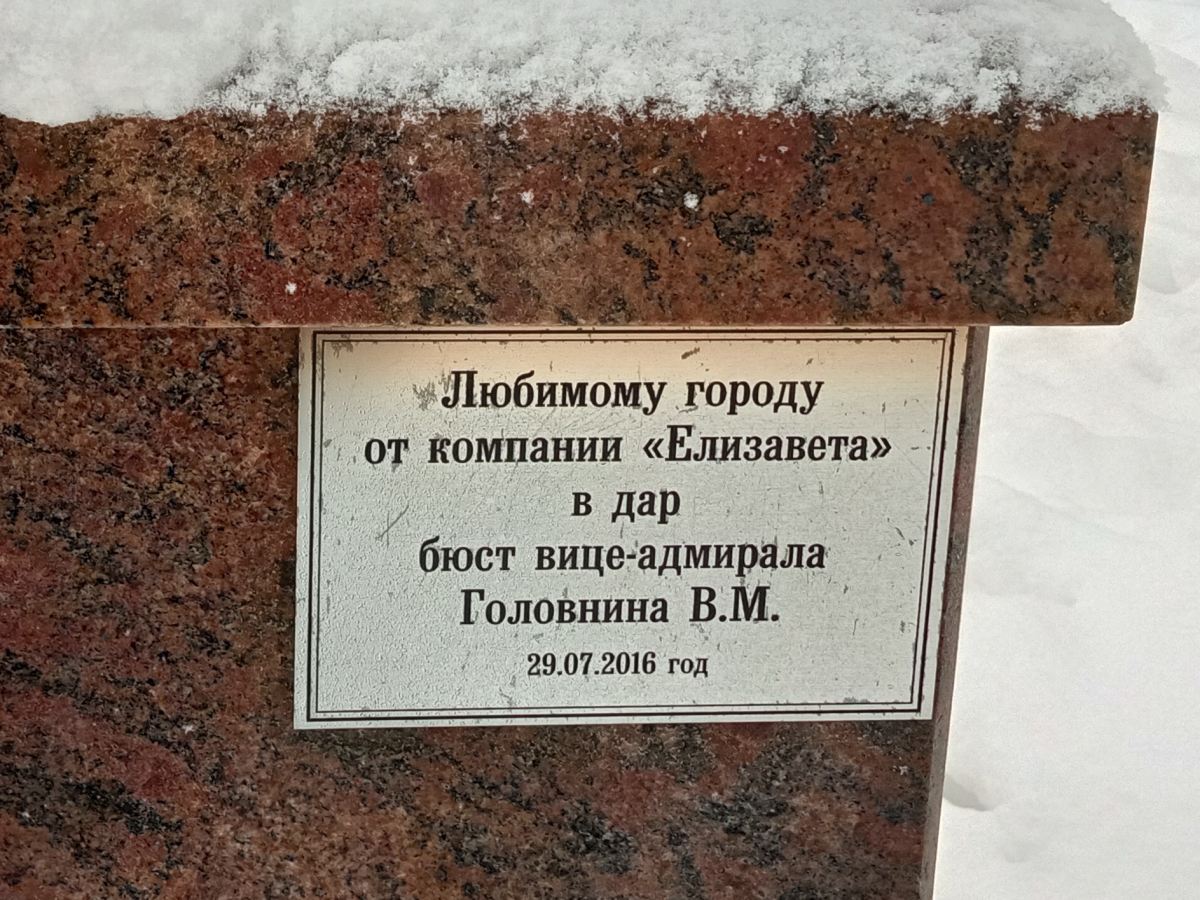 Любимому городу
от компании «Елизавета»
в дар
бюст вице-адмирала
Головнина В.М.
29.07.2016 год